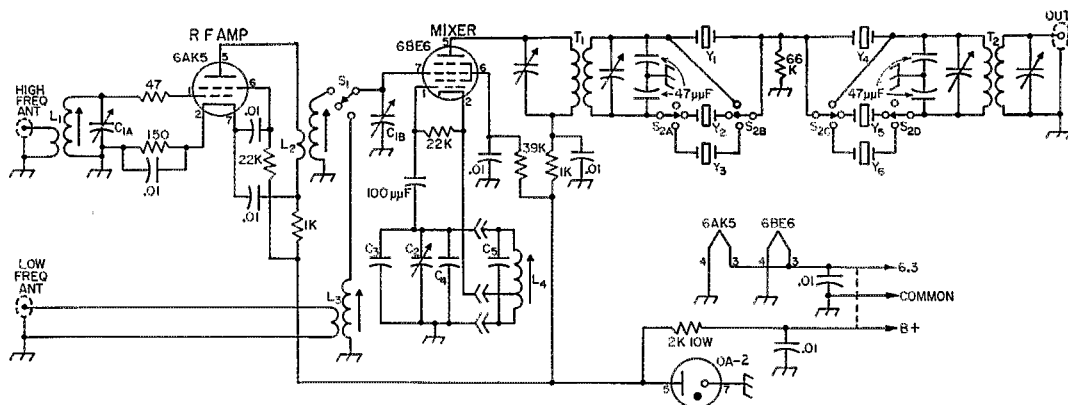 R F AMP
6AK5
MIXER
6BE6
HIGH
FREQ
ANT
L1
C1A
47
150
.01
1
5
6
2
7
.01
22K
.01
L2
1K
S1
C1B
7
5
6
1
2
22K
100μμF
.01
39K
1K
.01
T1
47μμF
Y1
S2A
Y2
S2B
Y3
66
K
Y4
47μμF
S2C
Y5
S2D
Y6
T2
OUT
C3
C2
C4
C5
L4
LOW
FREQ
ANT
L3
6AK5
6BE6
4
3
4
3
.01
6.3
COMMON
B+
2K 10W
.01
OA-2
5
7